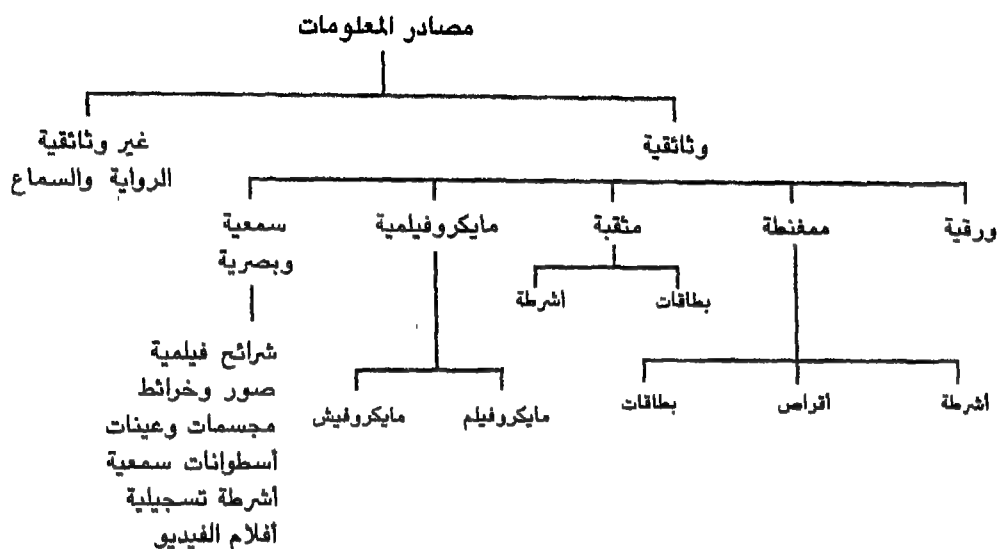 مصادر المعلومات
وثائقية
غير وثائقية
الرواية والسماع
ورقية
ممغنطة
مثقبة
مايكروفيلمية
سمعية
وبصرية
بطاقات
أشرطة
أشرطة
أقراص
بطاقات
مايكروفيلم
مايكروفيش
شرائح فيلمية
صور وخرائط
مجسمات وعينات
أسطوانات سمعية
أشرطة تسجيلية
أفلام الفيديو